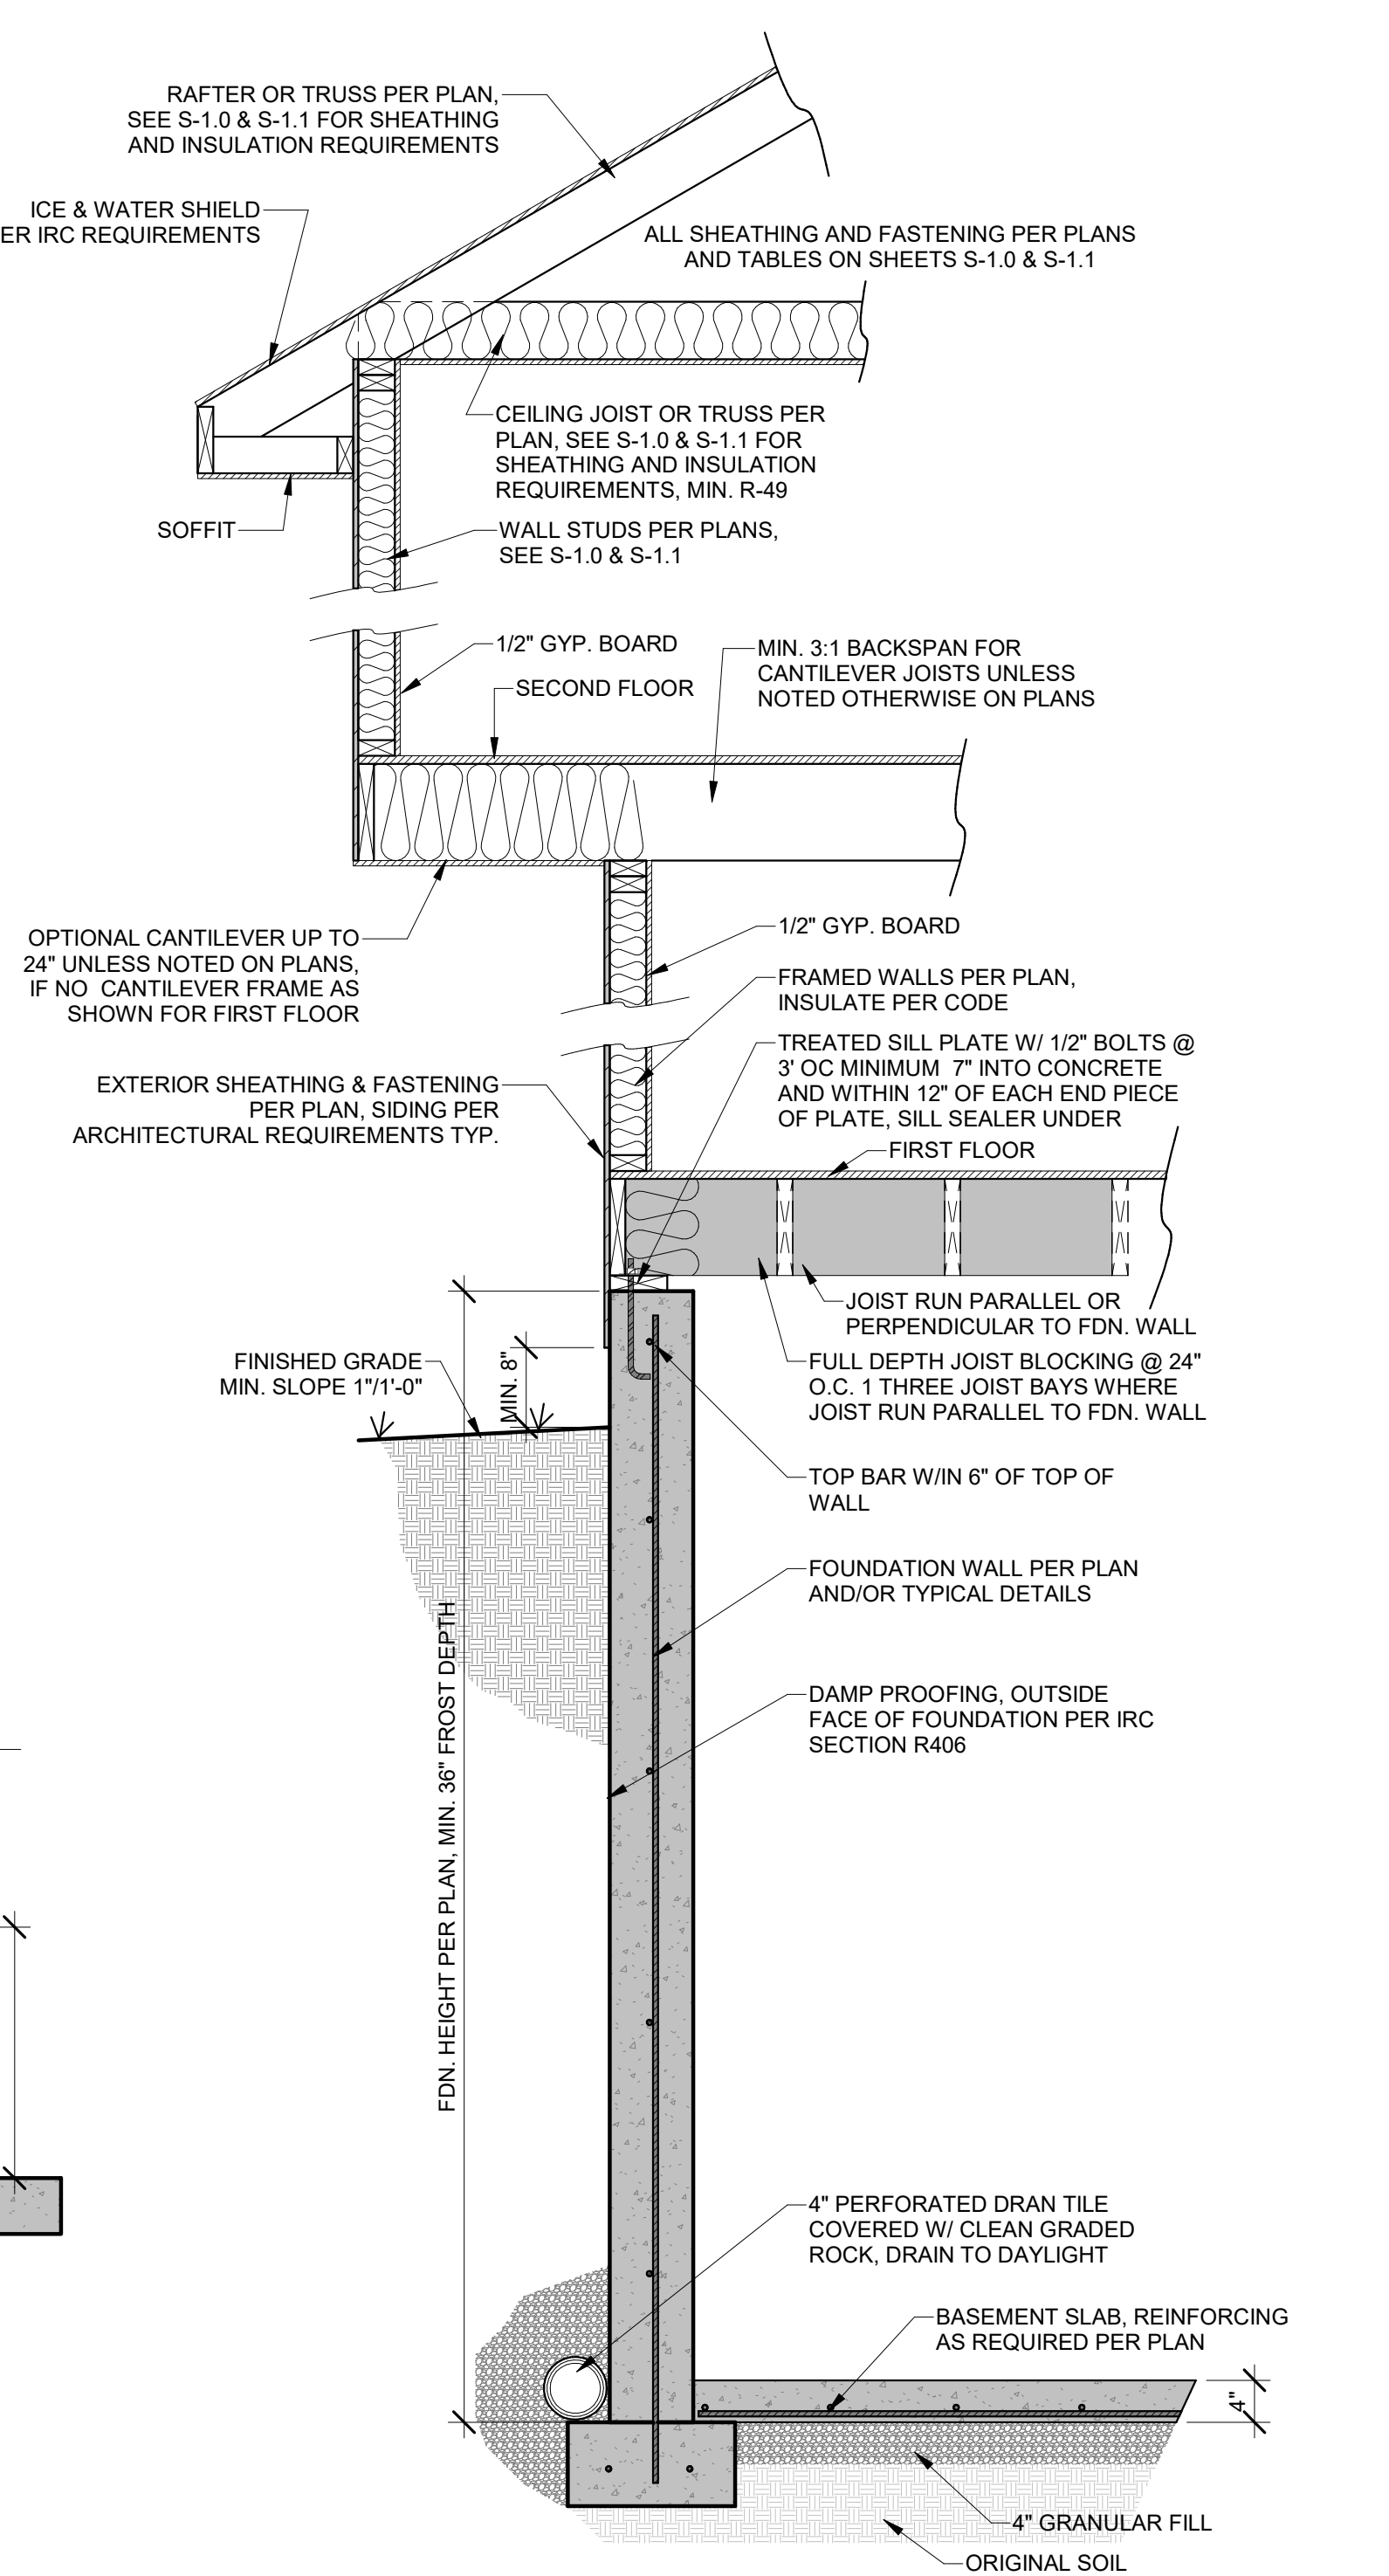 RAFTER OR TRUSS PER PLAN,
SEE S-1.0 & S-1.1 FOR SHEATHING
AND INSULATION REQUIREMENTS
ICE & WATER SHIELD
ER IRC REQUIREMENTS
ALL SHEATHING AND FASTENING PER PLANS
AND TABLES ON SHEETS S-1.0 & S-1.1
CEILING JOIST OR TRUSS PER
PLAN, SEE S-1.0 & S-1.1 FOR
SHEATHING AND INSULATION
REQUIREMENTS, MIN. R-49
SOFFIT
WALL STUDS PER PLANS,
SEE S-1.0 & S-1.1
1/2" GYP. BOARD
SECOND FLOOR
MIN. 3:1 BACKSPAN FOR
CANTILEVER JOISTS UNLESS
NOTED OTHERWISE ON PLANS
OPTIONAL CANTILEVER UP TO
24" UNLESS NOTED ON PLANS,
IF NO CANTILEVER FRAME AS
SHOWN FOR FIRST FLOOR
1/2" GYP. BOARD
FRAMED WALLS PER PLAN,
INSULATE PER CODE
TREATED SILL PLATE W/ 1/2" BOLTS @
3' OC MINIMUM 7" INTO CONCRETE
AND WITHIN 12" OF EACH END PIECE
OF PLATE, SILL SEALER UNDER
EXTERIOR SHEATHING & FASTENING
PER PLAN, SIDING PER
ARCHITECTURAL REQUIREMENTS TYP.
FIRST FLOOR
JOIST RUN PARALLEL OR
PERPENDICULAR TO FDN. WALL
FINISHED GRADE
MIN. SLOPE 1"/1'-0"
MIN. 8"
FULL DEPTH JOIST BLOCKING @ 24"
O.C. 1 THREE JOIST BAYS WHERE
JOIST RUN PARALLEL TO FDN. WALL
TOP BAR W/IN 6" OF TOP OF
WALL
FOUNDATION WALL PER PLAN
AND/OR TYPICAL DETAILS
FDN. HEIGHT PER PLAN, MIN. 36" FROST DEPTH
DAMP PROOFING, OUTSIDE
FACE OF FOUNDATION PER IRC
SECTION R406
4" PERFORATED DRAN TILE
COVERED W/ CLEAN GRADED
ROCK, DRAIN TO DAYLIGHT
BASEMENT SLAB, REINFORCING
AS REQUIRED PER PLAN
4"
4" GRANULAR FILL
ORIGINAL SOIL